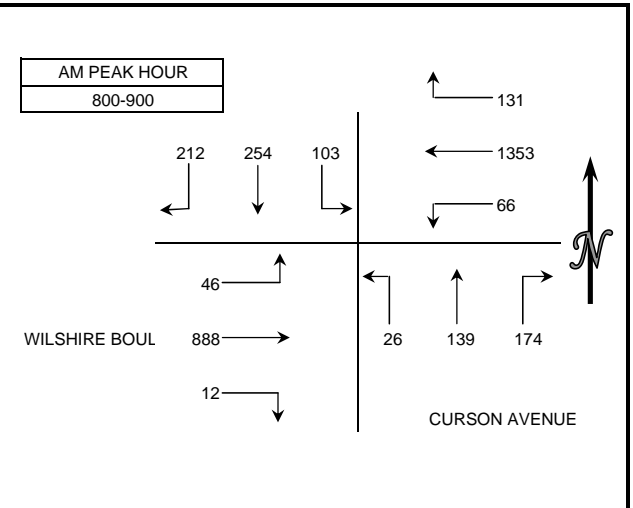 AM PEAK HOUR
800-900
131
212 254 103 1353
66
N
46
WILSHIRE BOUL 888 26 139 174
12
CURSON AVENUE